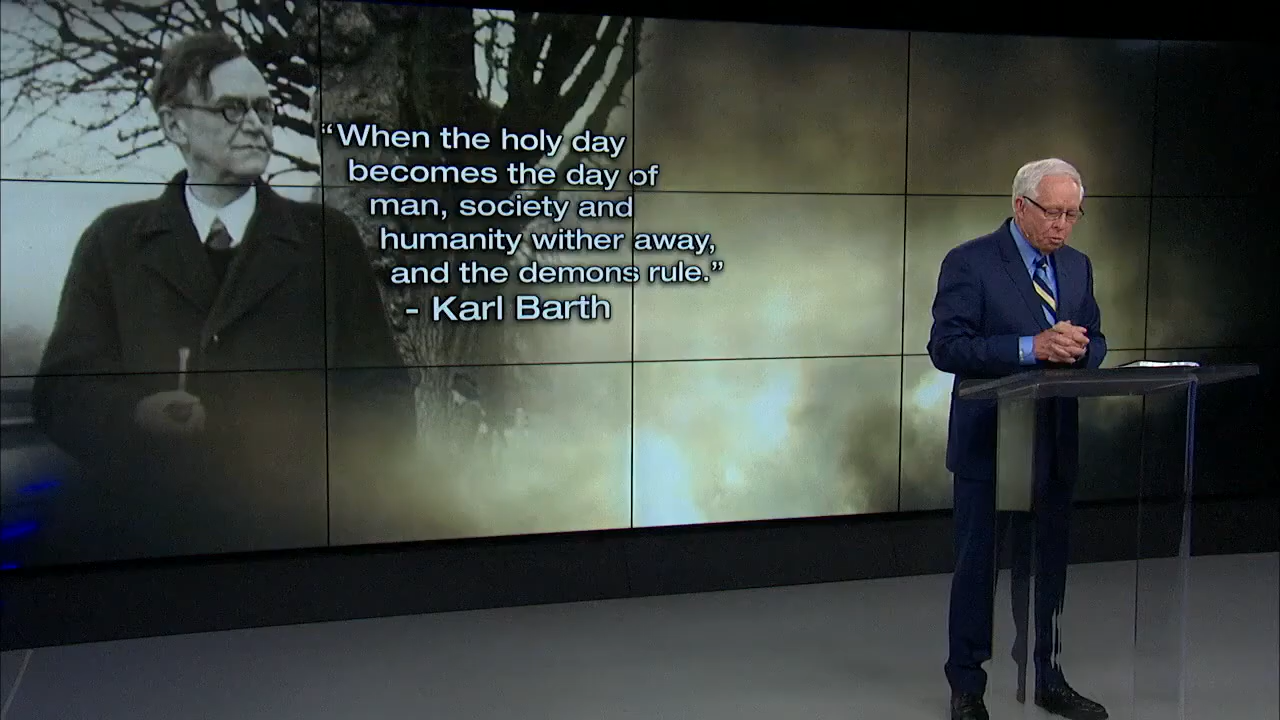 “When the holy day
becomes the day of
man, society and
humanity wither away,
and the demons rule.”
- Karl Barth